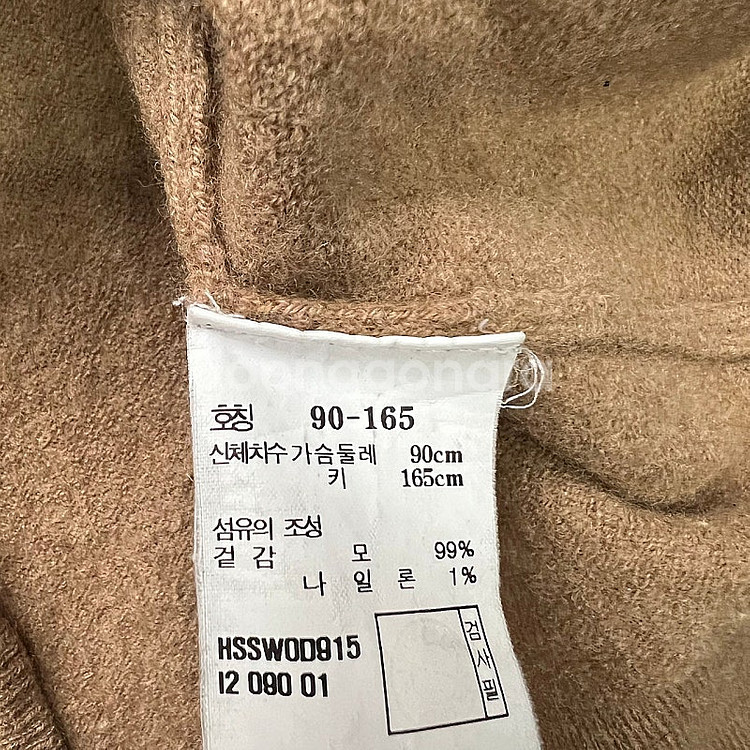 호칭 90-165
신체치수 가슴둘레 90cm
키 165cm
섬유의 조성
겉감 모 99%
나일론 1%
HSSWOD915
I2 090 01
검사필